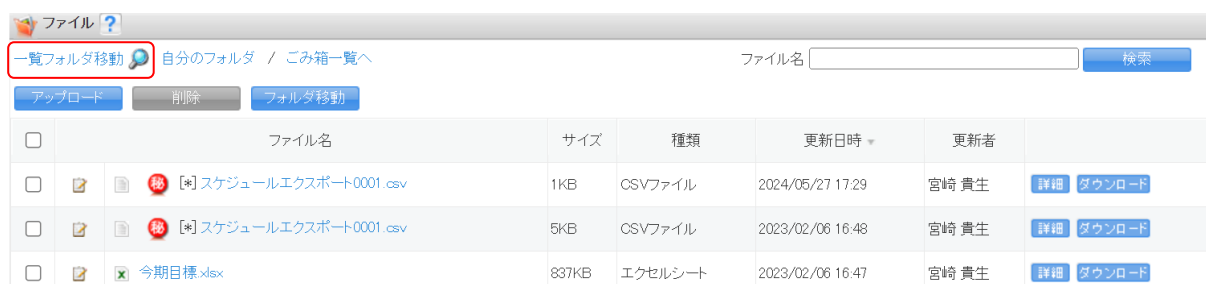 ファイル ?
一覧フォルダ移動 自分のフォルダ / ごみ箱一覧へ ファイル名 検索
アップロード 削除 フォルダ移動
ファイル名 サイズ 種類 更新日時 更新者
秘 [*] スケジュールエクスポート0001.csv 1KB CSVファイル 2024/05/27 17:29 宮崎 貴生 詳細 ダウンロード
秘 [*] スケジュールエクスポート0001.csv 5KB CSVファイル 2023/02/06 16:48 宮崎 貴生 詳細 ダウンロード
今期目標.xlsx 837KB エクセルシート 2023/02/06 16:47 宮崎 貴生 詳細 ダウンロード